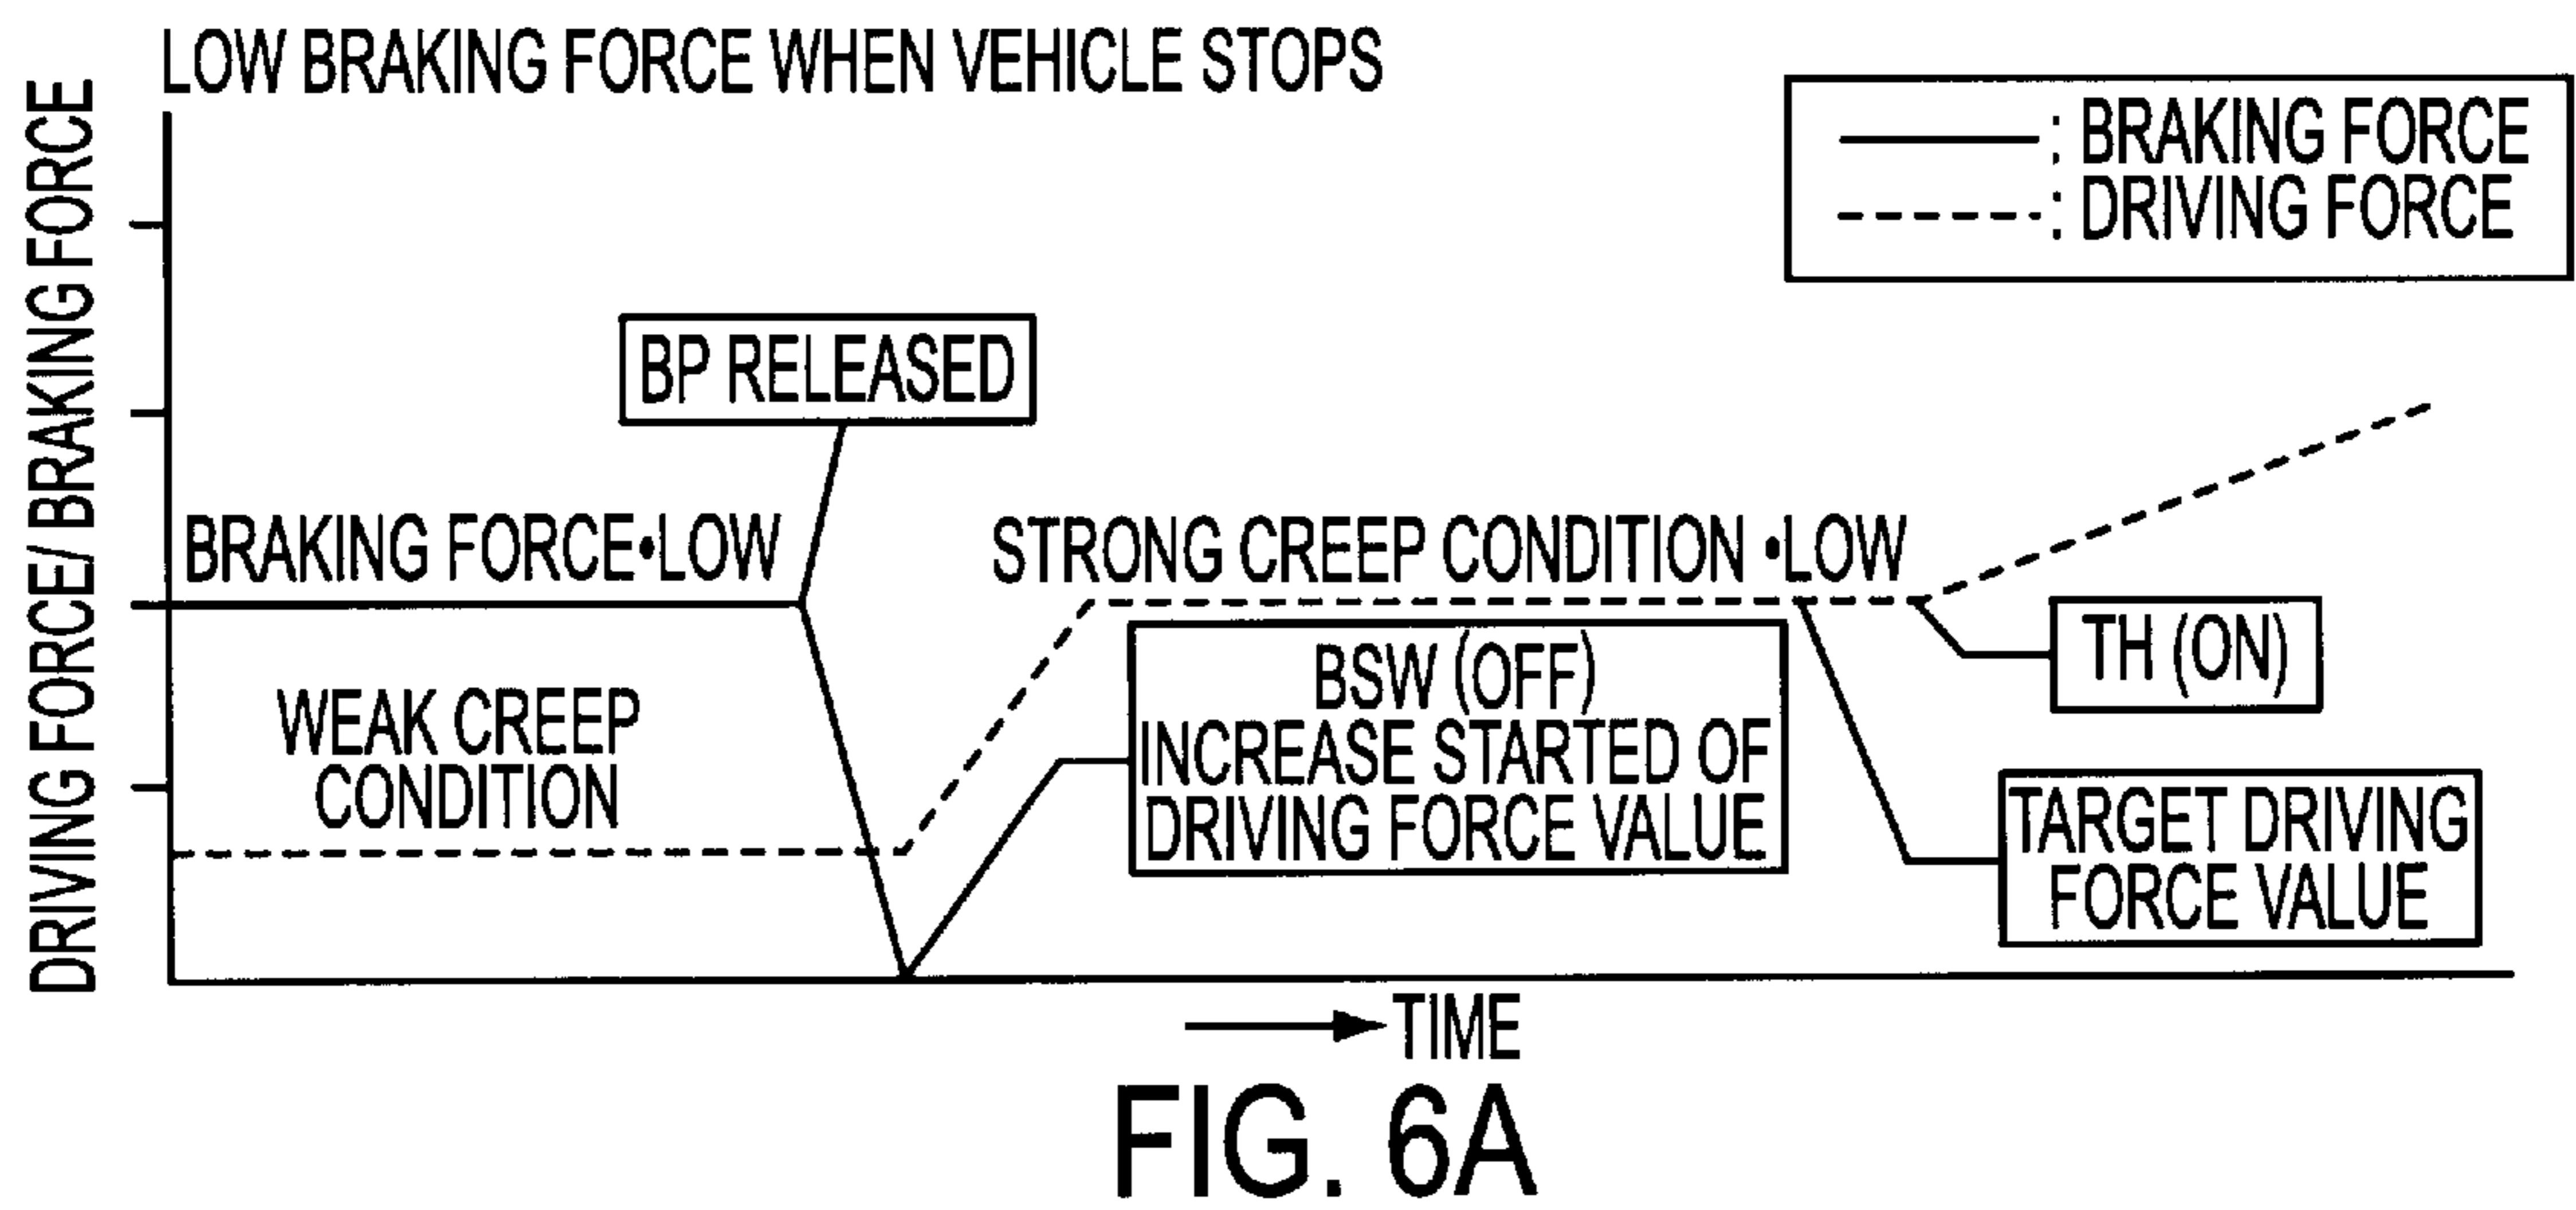 LOW BRAKING FORCE WHEN VEHICLE STOPS
DRIVING FORCE/ BRAKING FORCE
: BRAKING FORCE
: DRIVING FORCE
BP RELEASED
BRAKING FORCE•LOW
STRONG CREEP CONDITION •LOW
WEAK CREEP
CONDITION
BSW (OFF)
INCREASE STARTED OF
DRIVING FORCE VALUE
TH (ON)
TARGET DRIVING
FORCE VALUE
TIME
FIG. 6A